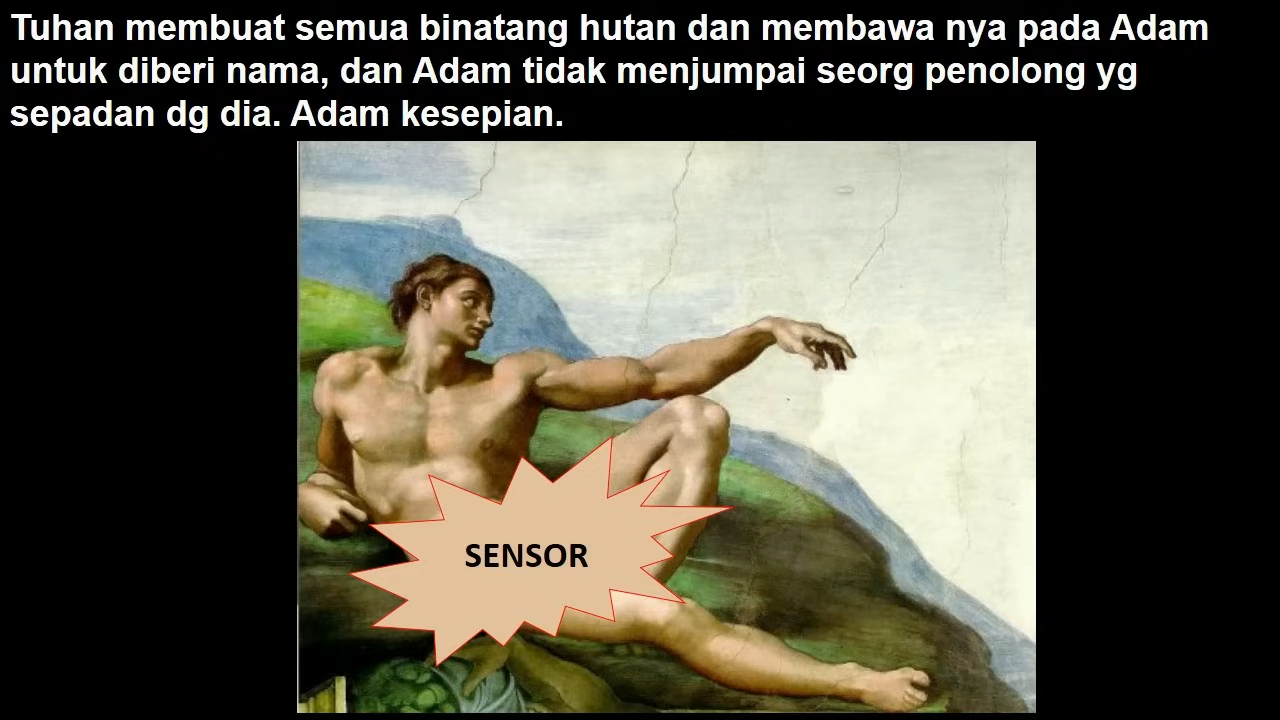 Tuhan membuat semua binatang hutan dan membawa nya pada Adam
untuk diberi nama, dan Adam tidak menjumpai seorg penolong yg
sepadan dg dia. Adam kesepian.
SENSOR